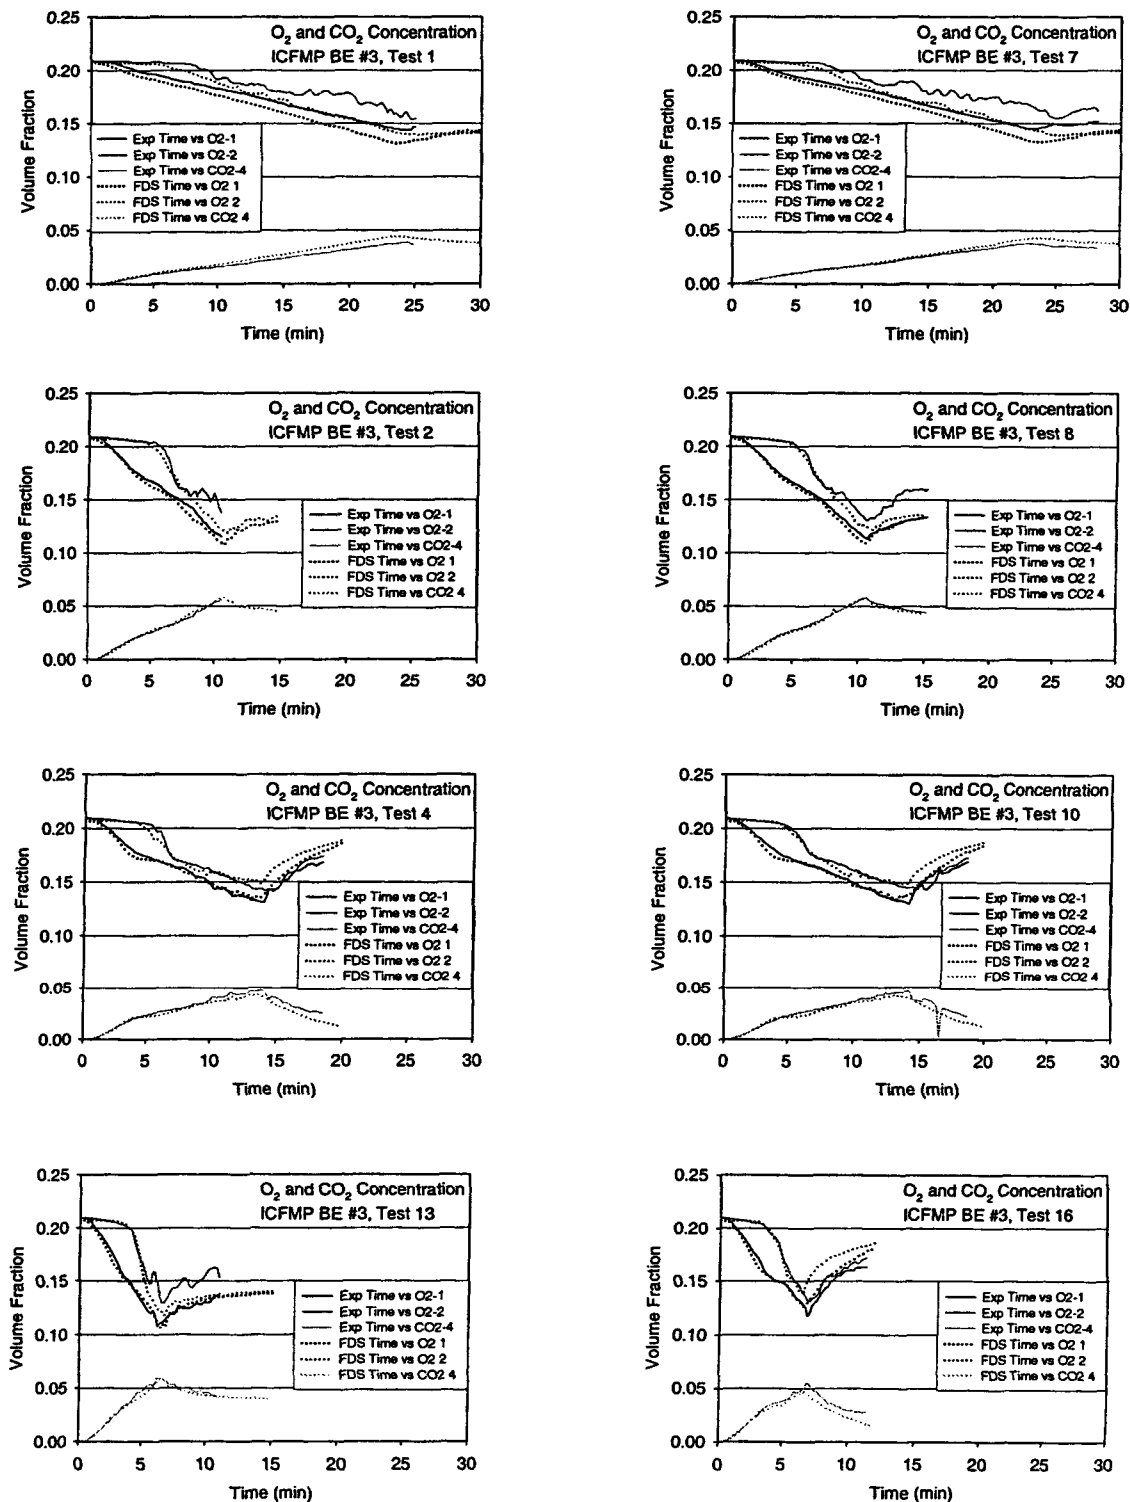 O2 and CO2 Concentration
ICFMP BE #3, Test 1
Volume Fraction
0.25
0.20
0.15
0.10
0.05
0.00
Exp Time vs O2-1
Exp Time vs O2-2
Exp Time vs CO2-4
FDS Time vs O2 1
FDS Time vs O2 2
FDS Time vs CO2 4
0 5 10 15 20 25 30
Time (min)
O2 and CO2 Concentration
ICFMP BE #3, Test 7
Volume Fraction
0.25
0.20
0.15
0.10
0.05
0.00
Exp Time vs O2-1
Exp Time vs O2-2
Exp Time vs CO2-4
FDS Time vs O2 1
FDS Time vs O2 2
FDS Time vs CO2 4
0 5 10 15 20 25 30
Time (min)
O2 and CO2 Concentration
ICFMP BE #3, Test 2
Volume Fraction
0.25
0.20
0.15
0.10
0.05
0.00
Exp Time vs O2-1
Exp Time vs O2-2
Exp Time vs CO2-4
FDS Time vs O2 1
FDS Time vs O2 2
FDS Time vs CO2 4
0 5 10 15 20 25 30
Time (min)
O2 and CO2 Concentration
ICFMP BE #3, Test 8
Volume Fraction
0.25
0.20
0.15
0.10
0.05
0.00
Exp Time vs O2-1
Exp Time vs O2-2
Exp Time vs CO2-4
FDS Time vs O2 1
FDS Time vs O2 2
FDS Time vs CO2 4
0 5 10 15 20 25 30
Time (min)
O2 and CO2 Concentration
ICFMP BE #3, Test 4
Volume Fraction
0.25
0.20
0.15
0.10
0.05
0.00
Exp Time vs O2-1
Exp Time vs O2-2
Exp Time vs CO2-4
FDS Time vs O2 1
FDS Time vs O2 2
FDS Time vs CO2 4
0 5 10 15 20 25 30
Time (min)
O2 and CO2 Concentration
ICFMP BE #3, Test 10
Volume Fraction
0.25
0.20
0.15
0.10
0.05
0.00
Exp Time vs O2-1
Exp Time vs O2-2
Exp Time vs CO2-4
FDS Time vs O2 1
FDS Time vs O2 2
FDS Time vs CO2 4
0 5 10 15 20 25 30
Time (min)
O2 and CO2 Concentration
ICFMP BE #3, Test 13
Volume Fraction
0.25
0.20
0.15
0.10
0.05
0.00
Exp Time vs O2-1
Exp Time vs O2-2
Exp Time vs CO2-4
FDS Time vs O2 1
FDS Time vs O2 2
FDS Time vs CO2 4
0 5 10 15 20 25 30
Time (min)
O2 and CO2 Concentration
ICFMP BE #3, Test 16
Volume Fraction
0.25
0.20
0.15
0.10
0.05
0.00
Exp Time vs O2-1
Exp Time vs O2-2
Exp Time vs CO2-4
FDS Time vs O2 1
FDS Time vs O2 2
FDS Time vs CO2 4
0 5 10 15 20 25 30
Time (min)